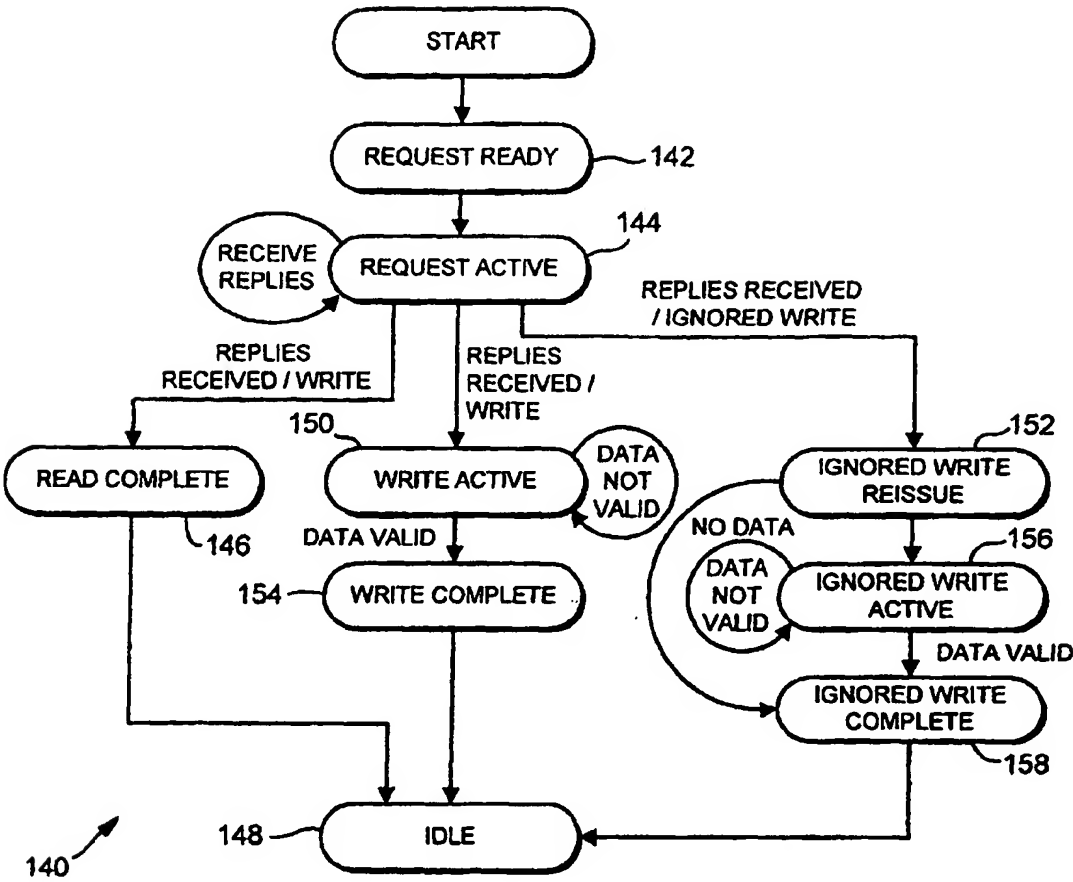 START
REQUEST READY
142
144
RECEIVE
REPLIES
REQUEST ACTIVE
REPLIES RECEIVED
/ IGNORED WRITE
REPLIES
RECEIVED / WRITE
REPLIES
RECEIVED /
WRITE
150
152
READ COMPLETE
WRITE ACTIVE
DATA
NOT
VALID
IGNORED WRITE
REISSUE
146
DATA VALID
NO DATA
156
154
WRITE COMPLETE
DATA
NOT
VALID
IGNORED WRITE
ACTIVE
DATA VALID
IGNORED WRITE
COMPLETE
158
148
IDLE
140